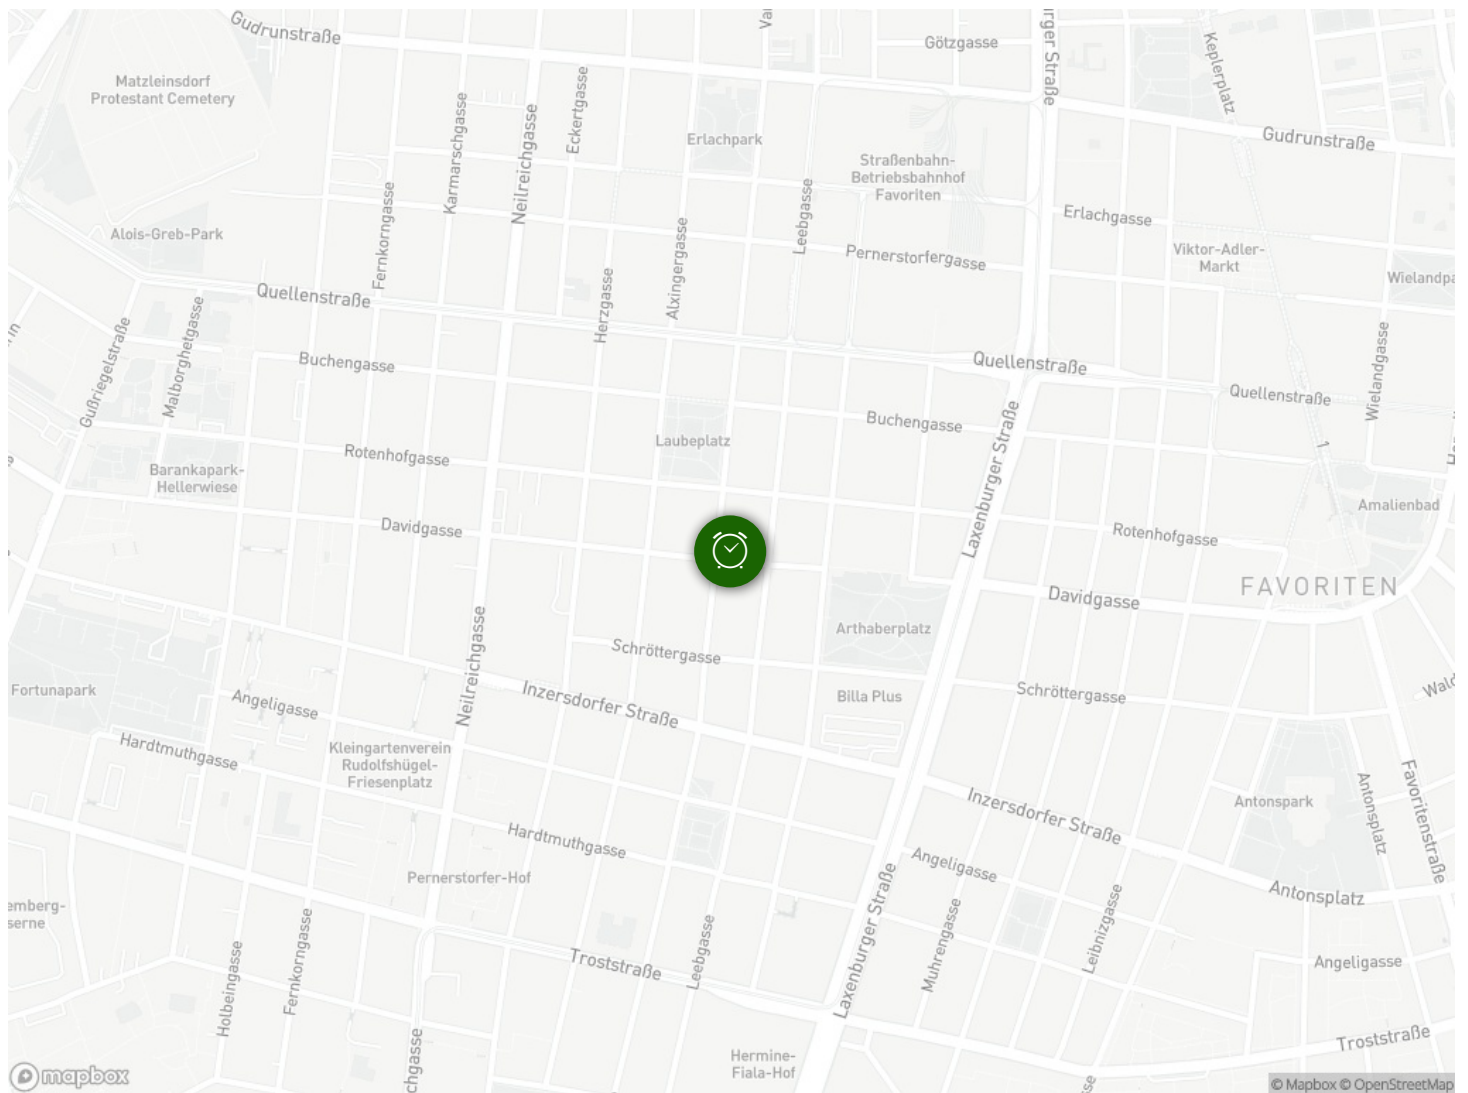 Gudrunstraße
Götzgasse
Keplerplatz
Matzleinsdorf
Protestant Cemetery
Karmarschgasse
Neilreichgasse
Eckertgasse
Erlachpark
Gudrunstraße
Straßenbahn-
Betriebsbahnhof
Favoriten
Fernkorngasse
Leebgasse
Erlachgasse
Alois-Greb-Park
Alxingergasse
Pernerstorfergasse
Viktor-Adler-
Markt
Quellenstraße
Herzgasse
Malborghetgasse
Gußriegelstraße
Buchengasse
Quellenstraße
Quellenstraße
Wielandgasse
Buchengasse
Laubeplatz
Laxenburger Straße
1
Rotenhofgasse
Barankapark-
Hellerwiese
Amalienbad
Davidgasse
Rotenhofgasse
FAVORITEN
Davidgasse
Arthaberplatz
Neilreichgasse
Schröttergasse
Fortunapark
Angeligasse
Inzersdorfer Straße
Billa Plus
Schröttergasse
Hardtmuthgasse
Kleingartenverein
Rudolfshügel-
Friesenplatz
Antonspark
Antonsplatz
Favoritenstraße
Inzersdorfer Straße
Hardtmuthgasse
Angeligasse
Pernerstorfer-Hof
Antonsplatz
Laxenburger Straße
Muhrengasse
Leibnizgasse
Holbeingasse
Fernkorngasse
Troststraße
Leebgasse
Angeligasse
Troststraße
Hermine-
Fiala-Hof
mapbox
© Mapbox © OpenStreetMap